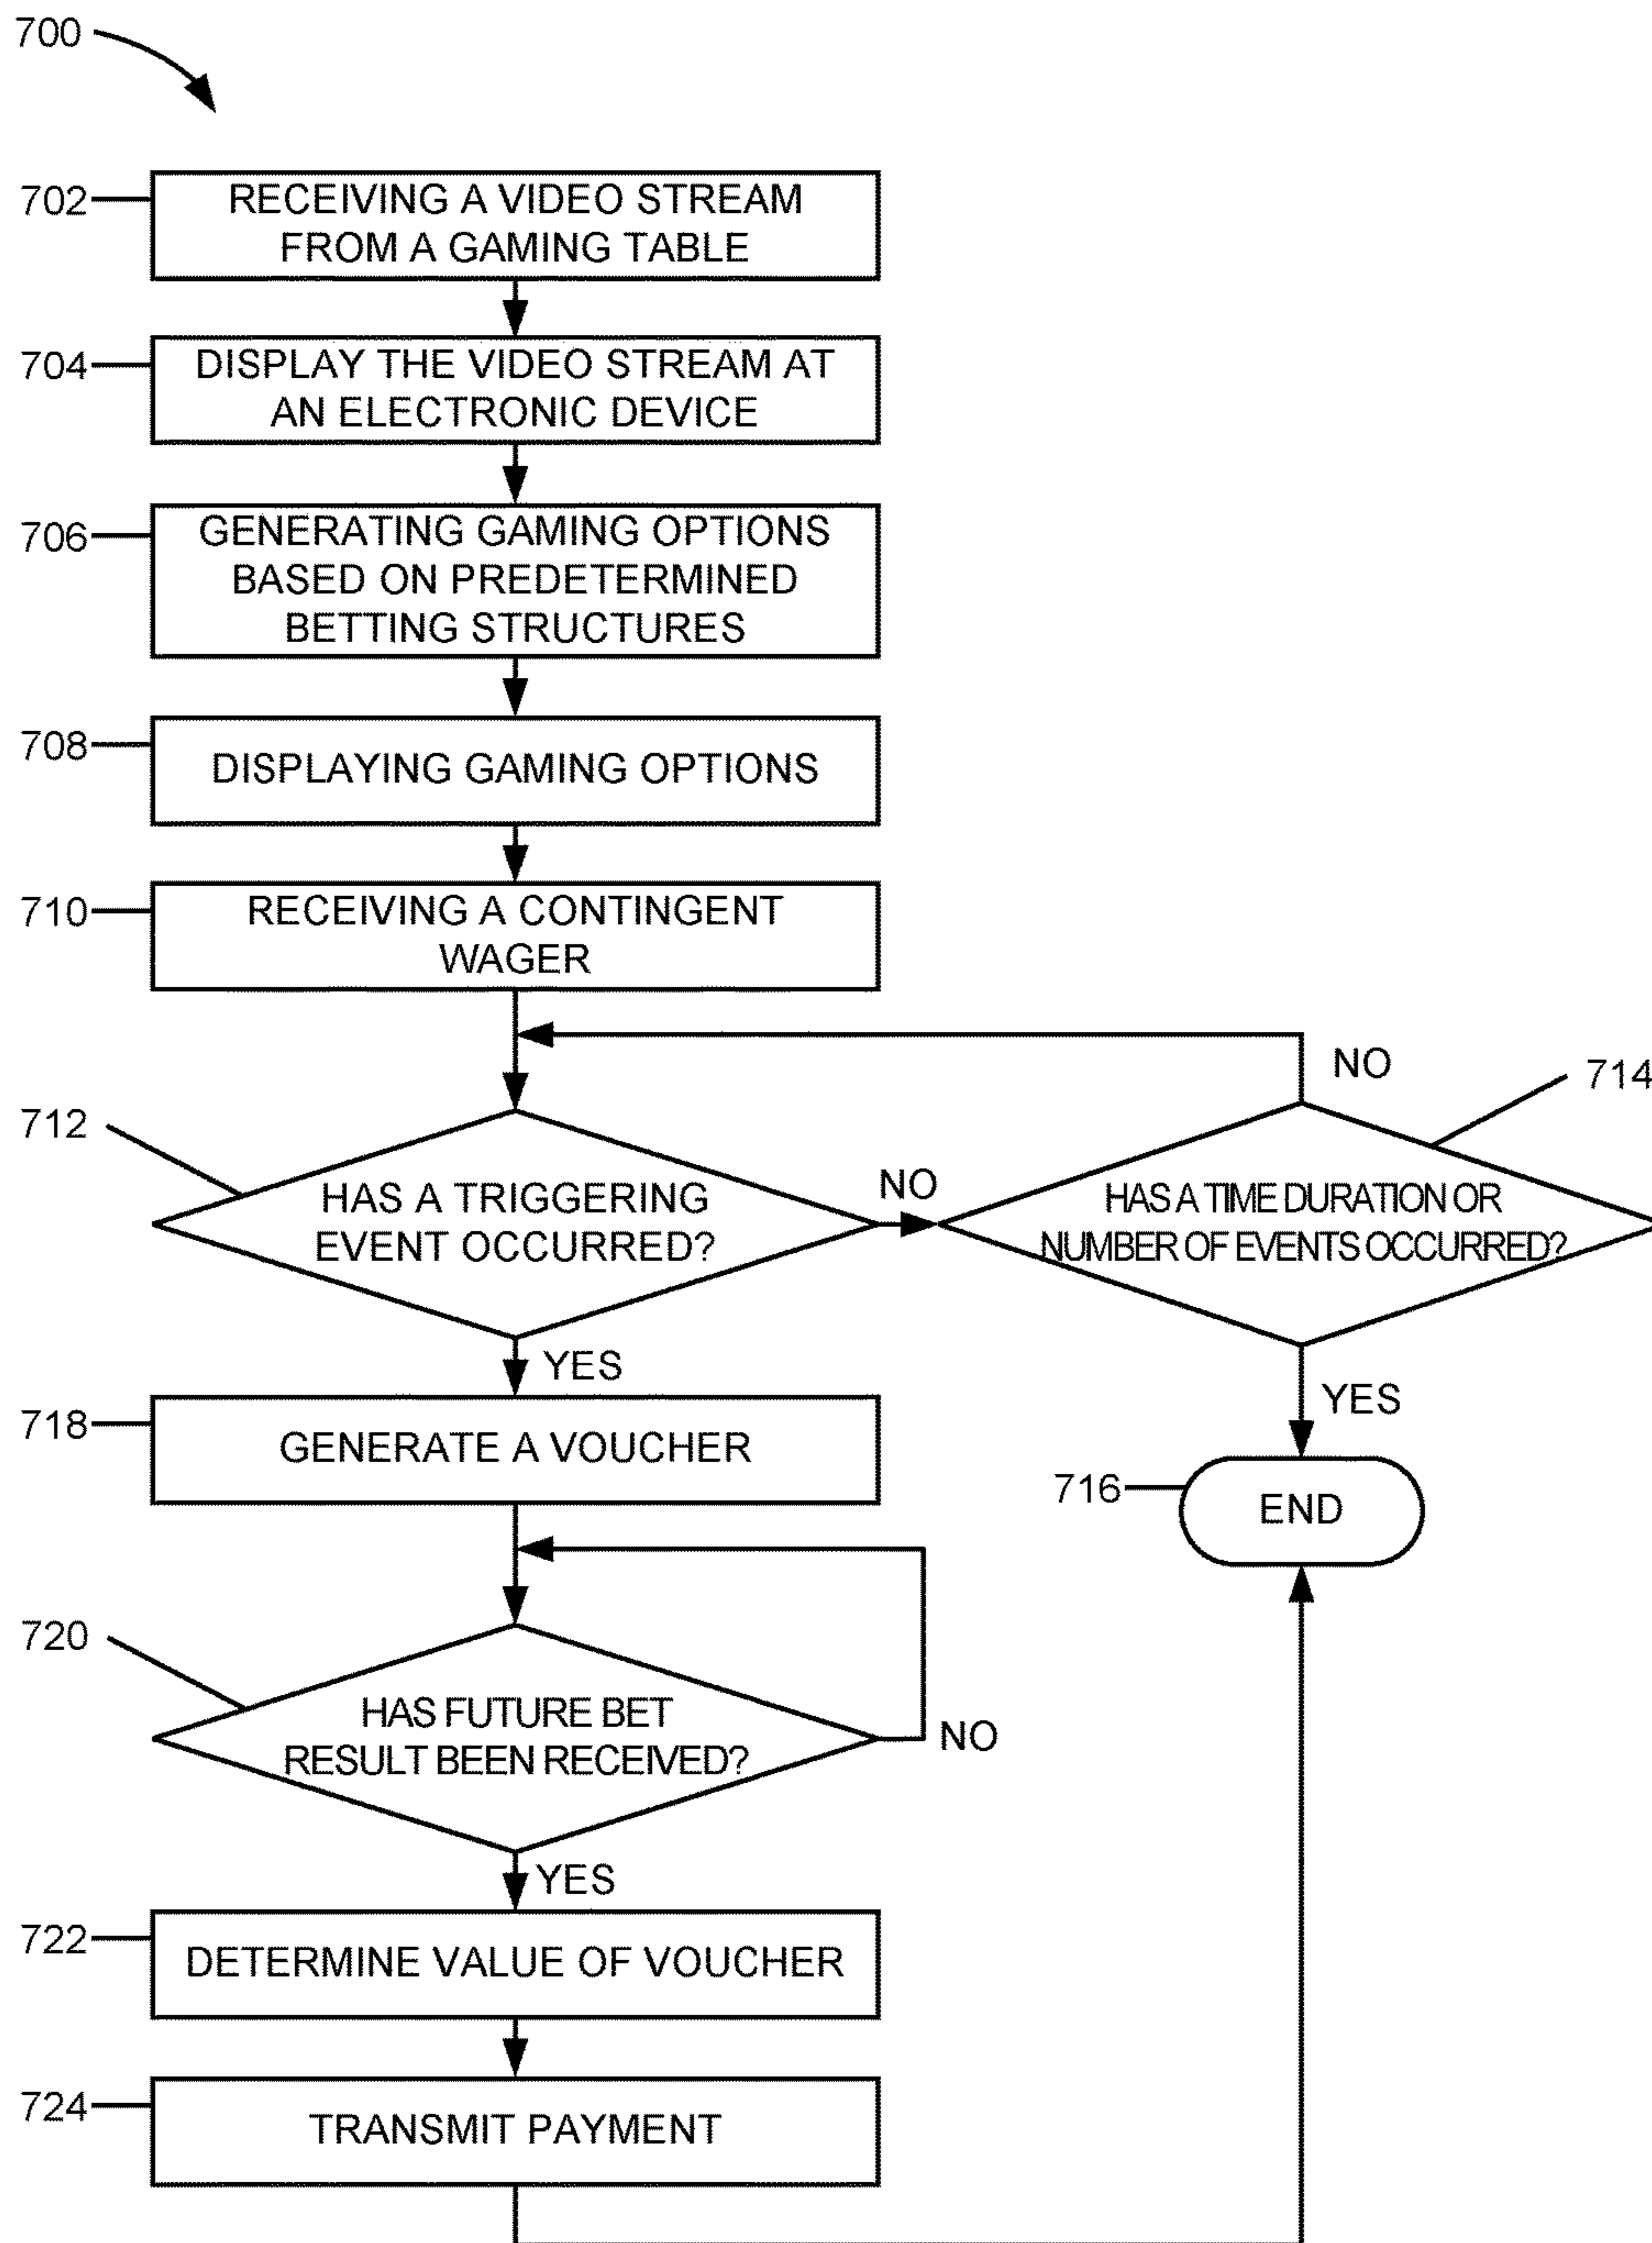 700
702
RECEIVING A VIDEO STREAM
FROM A GAMING TABLE
704
DISPLAY THE VIDEO STREAM AT
AN ELECTRONIC DEVICE
706
GENERATING GAMING OPTIONS
BASED ON PREDETERMINED
BETTING STRUCTURES
708
DISPLAYING GAMING OPTIONS
710
RECEIVING A CONTINGENT
WAGER
NO
714
712
HAS A TRIGGERING
EVENT OCCURRED?
NO
HAS A TIME DURATION OR
NUMBER OF EVENTS OCCURRED?
YES
YES
718
GENERATE A VOUCHER
716
END
720
HAS FUTURE BET
RESULT BEEN RECEIVED?
NO
YES
722
DETERMINE VALUE OF VOUCHER
724
TRANSMIT PAYMENT